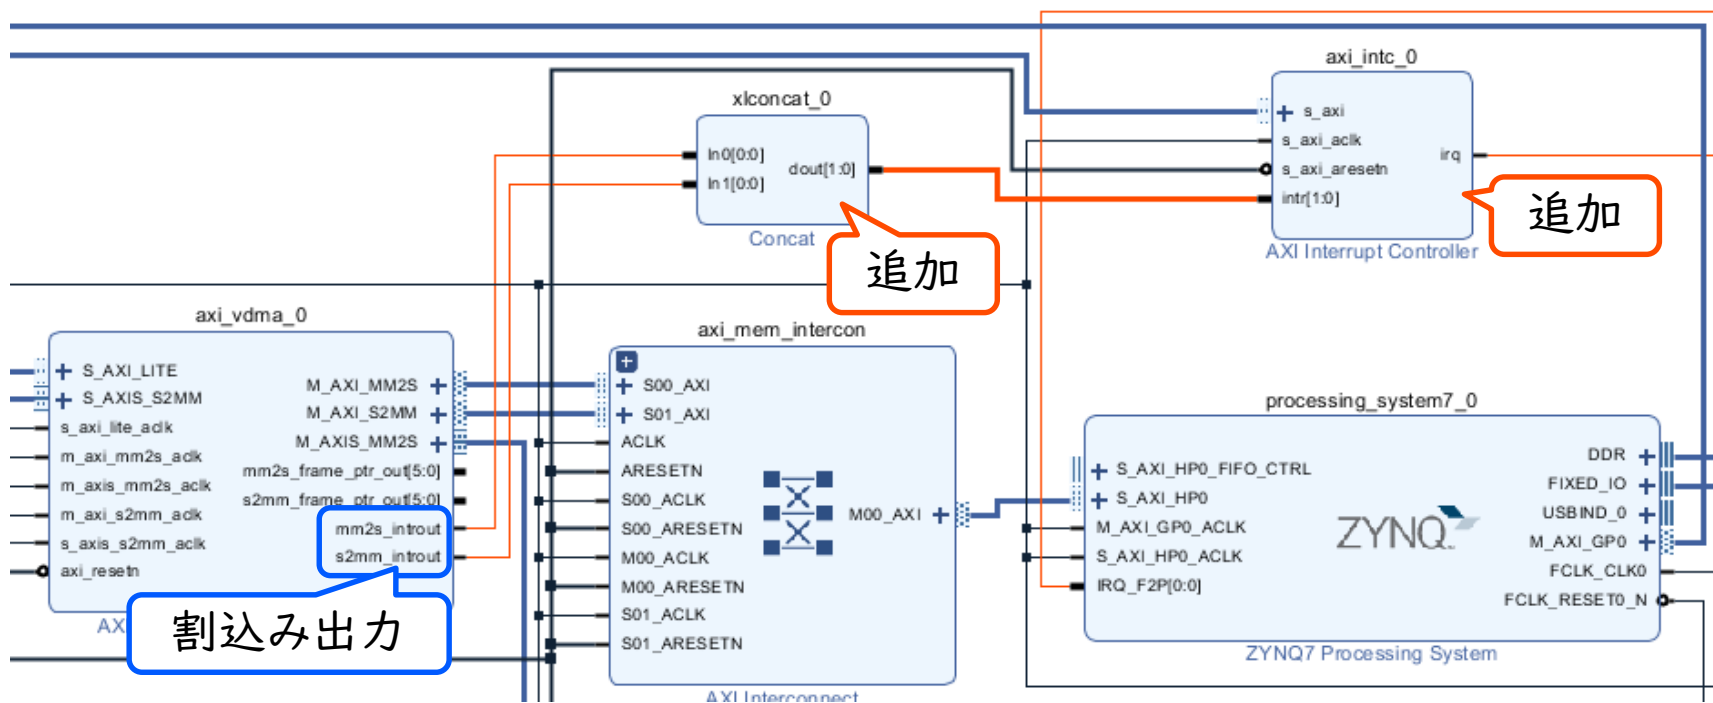 axi_intc_0
s_axi
s_axi_aclk
s_axi_aresetn
intr[1:0]
irq
AXI Interrupt Controller
追加
xlconcat_0
In0[0:0]
In1[0:0]
dout[1:0]
Concat
追加
axi_vdma_0
S_AXI_LITE
S_AXIS_S2MM
s_axi_lite_aclk
m_axi_mm2s_aclk
m_axis_mm2s_aclk
m_axi_s2mm_aclk
s_axis_s2mm_aclk
axi_resetn
M_AXI_MM2S
M_AXI_S2MM
M_AXIS_MM2S
mm2s_frame_ptr_out[5:0]
s2mm_frame_ptr_out[5:0]
mm2s_introut
s2mm_introut
AX
割込み出力
axi_mem_intercon
S00_AXI
S01_AXI
ACLK
ARESETN
S00_ACLK
S00_ARESETN
M00_ACLK
M00_ARESETN
S01_ACLK
S01_ARESETN
M00_AXI
AXI Interconnect
processing_system7_0
S_AXI_HP0_FIFO_CTRL
S_AXI_HP0
M_AXI_GP0_ACLK
S_AXI_HP0_ACLK
IRQ_F2P[0:0]
ZYNQ
DDR
FIXED_IO
USBIND_0
M_AXI_GP0
FCLK_CLK0
FCLK_RESET0_N
ZYNQ7 Processing System